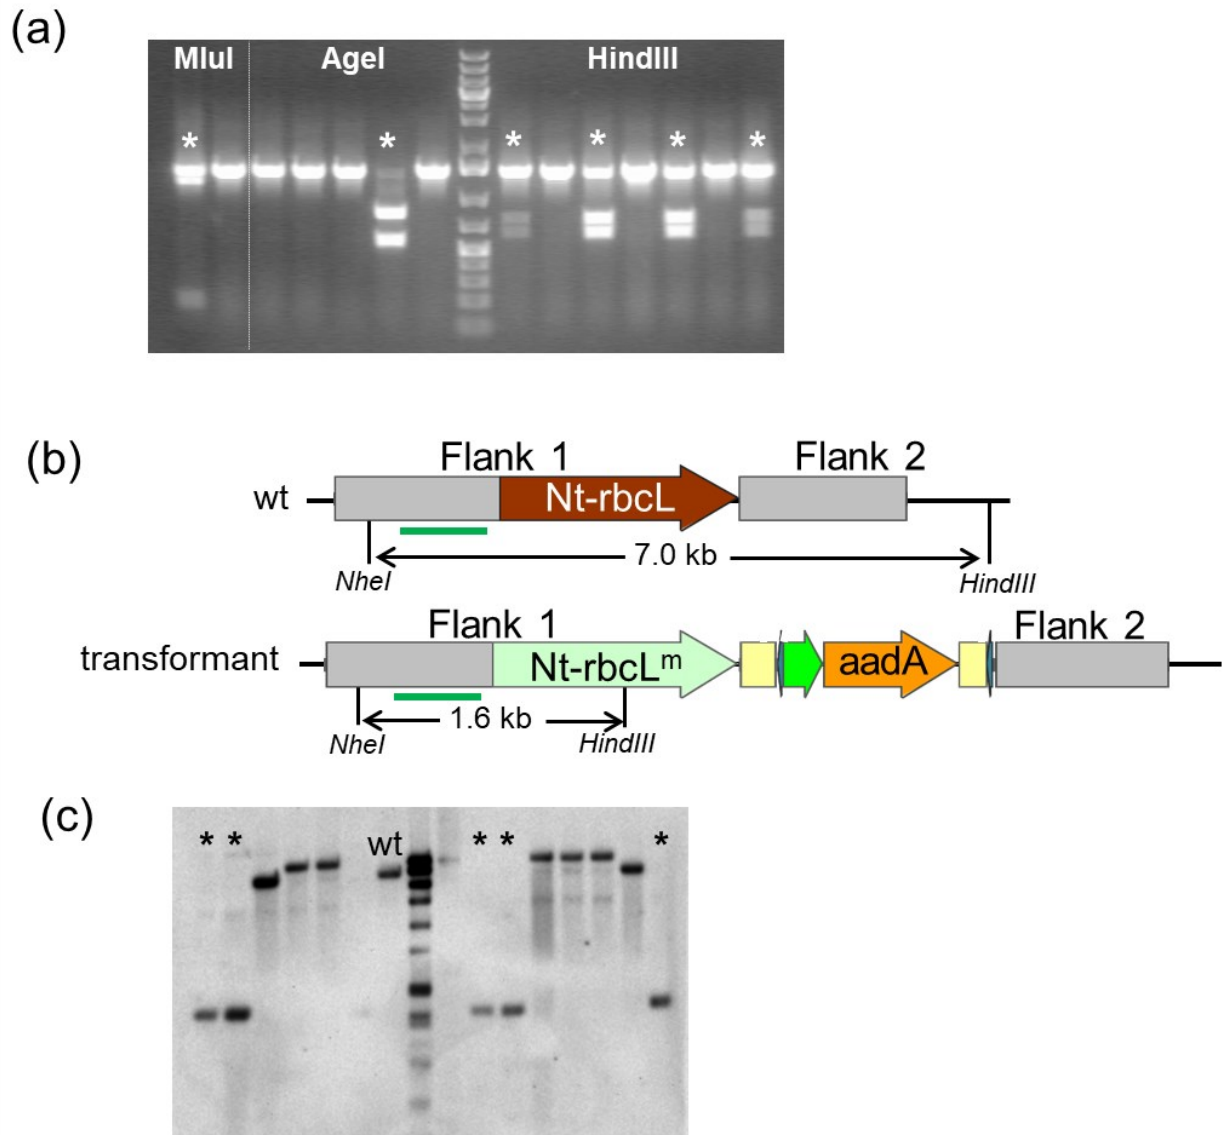 (a)
MluI AgeI HindIII
* * * * * *
(b)
Flank 1 Flank 2
wt Nt-rbcL
7.0 kb
NheI HindIII
Flank 1 Flank 2
transformant Nt-rbcLᵐ aadA
1.6 kb
NheI HindIII
(c)
* * wt * * *